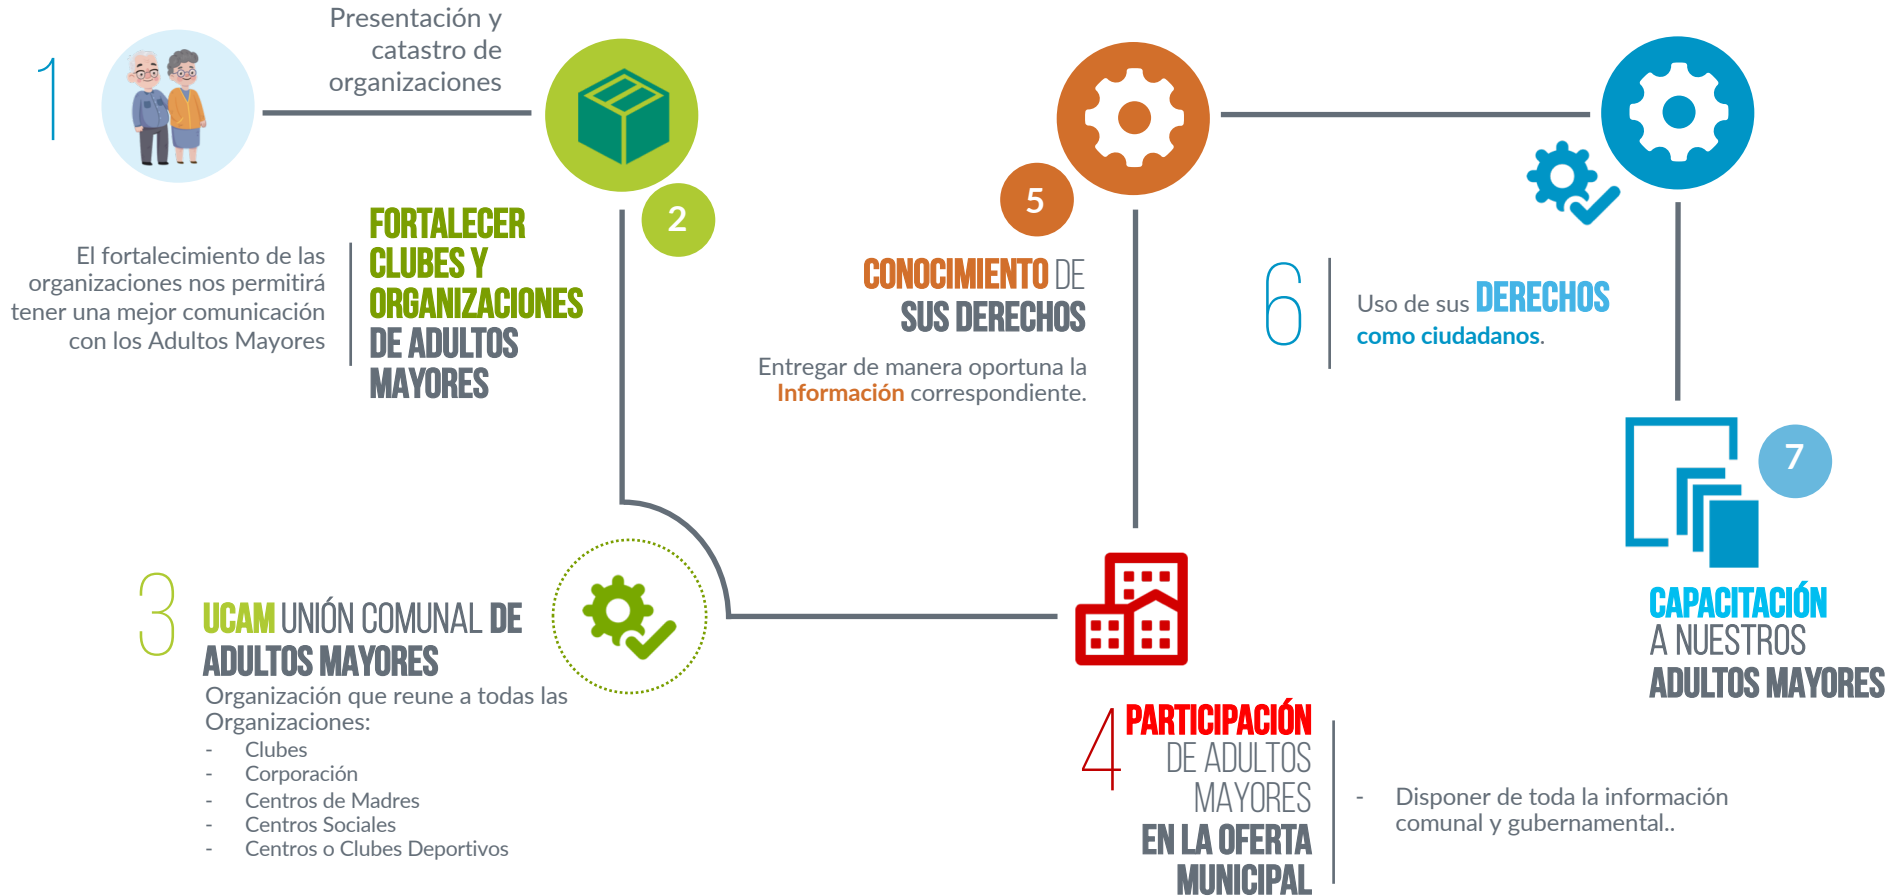 1
Presentación y
catastro de
organizaciones
2
FORTALECER
CLUBES Y
ORGANIZACIONES
DE ADULTOS
MAYORES
El fortalecimiento de las
organizaciones nos permitirá
tener una mejor comunicación
con los Adultos Mayores
3
UCAM UNIÓN COMUNAL DE
ADULTOS MAYORES
Organización que reune a todas las
Organizaciones:
- Clubes
- Corporación
- Centros de Madres
- Centros Sociales
- Centros o Clubes Deportivos
4
PARTICIPACIÓN
DE ADULTOS
MAYORES
EN LA OFERTA
MUNICIPAL
- Disponer de toda la información
comunal y gubernamental..
5
CONOCIMIENTO DE
SUS DERECHOS
Entregar de manera oportuna la
Información correspondiente.
6
Uso de sus DERECHOS
como ciudadanos.
7
CAPACITACIÓN
A NUESTROS
ADULTOS MAYORES